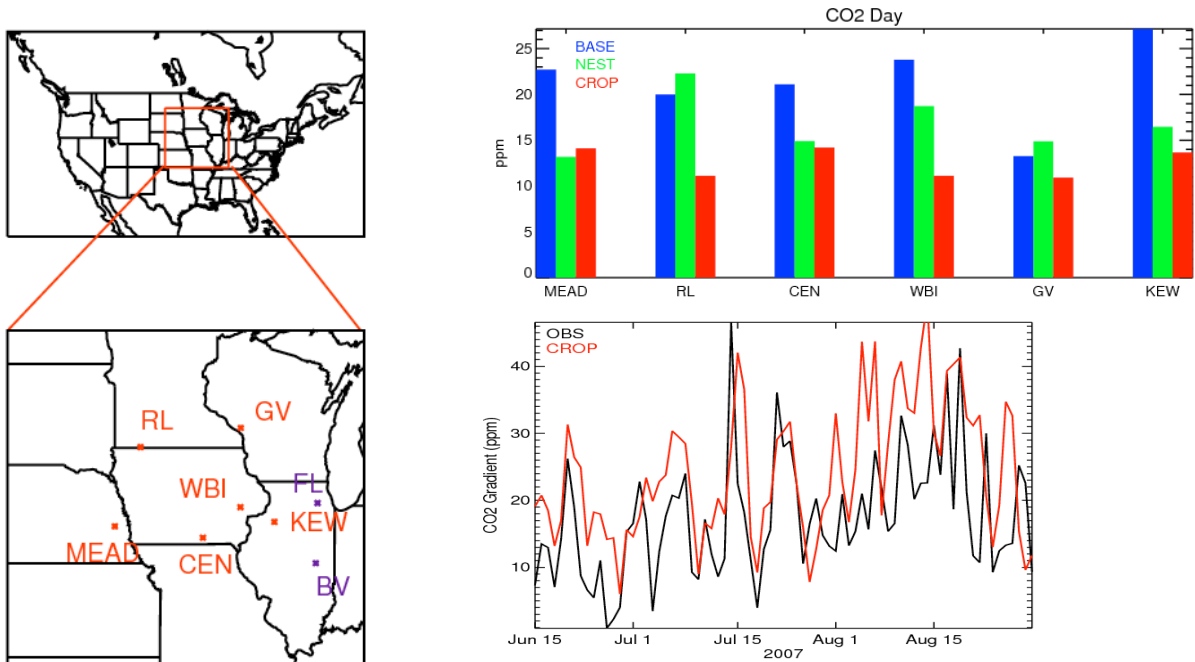 CO2 Day
BASE
NEST
CROP
25
20
15
10
5
0
ppm
MEAD RL CEN WBI GV KEW
RL
GV
WBI
FL
KEW
MEAD
CEN
BV
OBS
CROP
40
30
20
10
CO2 Gradient (ppm)
Jun 15 Jul 1 Jul 15 Aug 1 Aug 15
2007